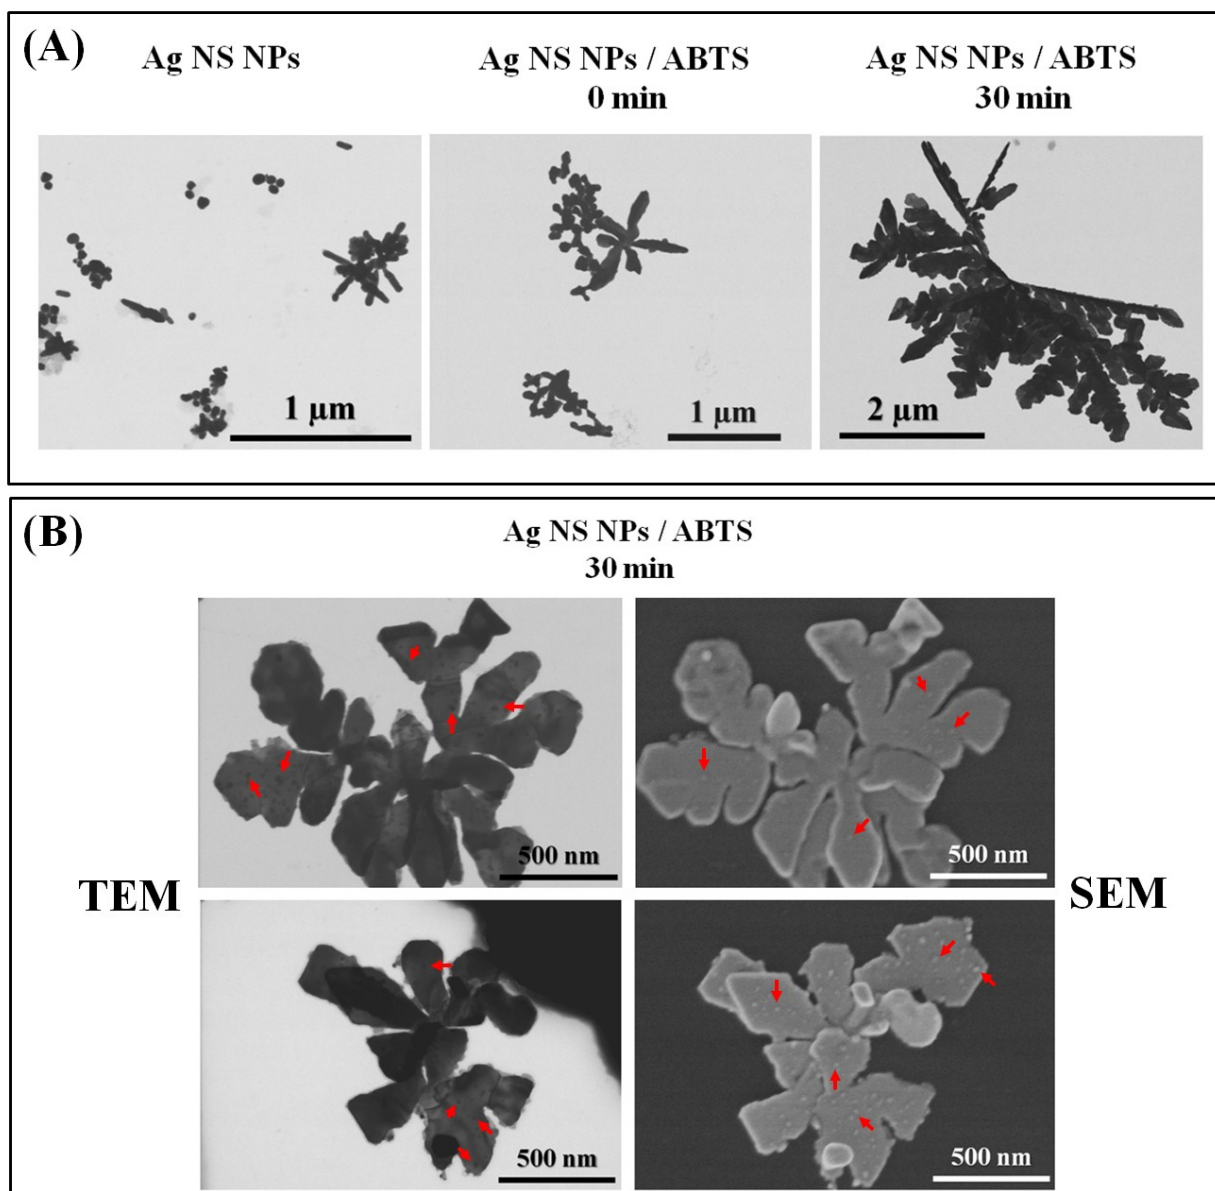 (A)
Ag NS NPs
Ag NS NPs / ABTS
0 min
Ag NS NPs / ABTS
30 min
1 μm
1 μm
2 μm
(B)
Ag NS NPs / ABTS
30 min
500 nm
500 nm
TEM
SEM
500 nm
500 nm